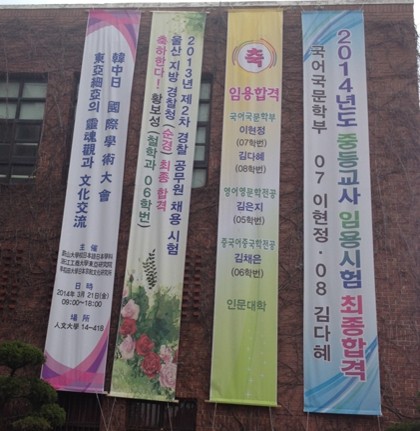 韓中日 國際學術大會
東亞細亞의 靈魂觀과 文化交流
主催
日時
2014年 3月 21日(金)
09:00~18:00
場所
人文大學 14-418
2013년 제2차 경찰 공무원 채용 시험
울산 지방 경찰청 (순경) 최종 합격
축하한다! 황보성(철학과 06학번)
축
임용합격
국어국문학부
이현정
(07학번)
김다혜
(08학번)
영어영문학전공
김은지
(05학번)
중국어중국학전공
김채은
(06학번)
인문대학
2014년도 중등교사 임용시험 최종합격
국어국문학부 07 이현정·08 김다혜